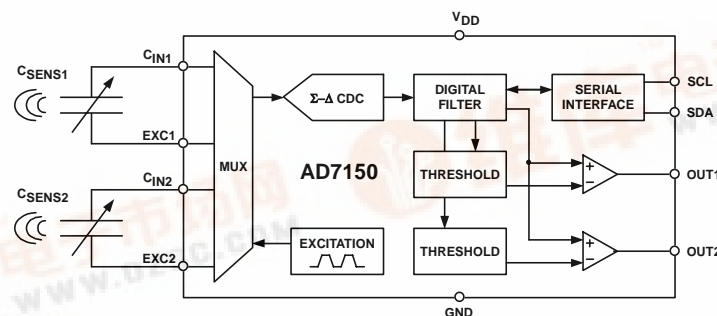 VDD
CIN1
CSENS1
EXC1
CIN2
CSENS2
EXC2
MUX
Σ–Δ CDC
DIGITAL
FILTER
SERIAL
INTERFACE
SCL
SDA
AD7150
THRESHOLD
OUT1
EXCITATION
THRESHOLD
OUT2
GND
+
–
+
–